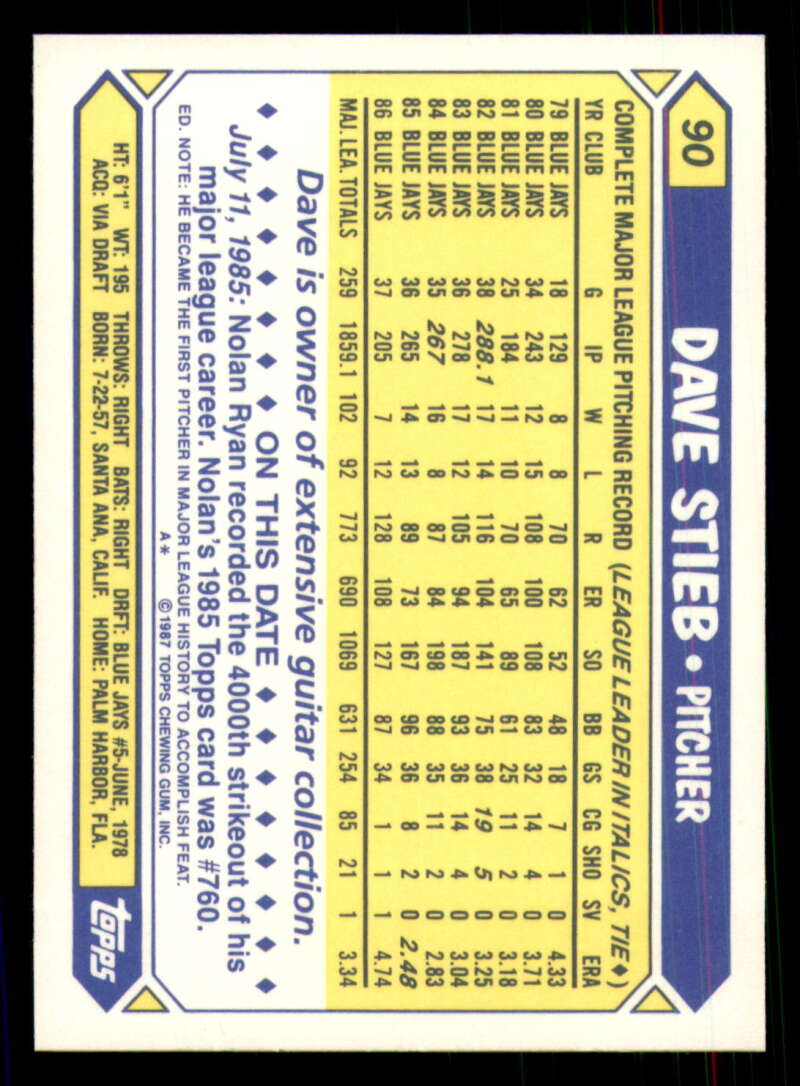 90
DAVE STIEB • PITCHER
COMPLETE MAJOR LEAGUE PITCHING RECORD (LEAGUE LEADER IN ITALICS, TIE ♦)
YR CLUB G IP W L R ER SO BB GS CG SHO SV ERA
79 BLUE JAYS 18 129 8 8 70 62 52 48 18 7 1 0 4.33
80 BLUE JAYS 34 243 12 15 108 100 108 83 32 14 4 0 3.71
81 BLUE JAYS 25 184 11 10 70 65 89 61 25 11 2 0 3.18
82 BLUE JAYS 38 288.1 17 14 116 104 141 75 38 19 5 0 3.25
83 BLUE JAYS 36 278 17 12 105 94 187 93 36 14 4 0 3.04
84 BLUE JAYS 35 267 16 8 87 84 198 88 35 11 2 0 2.83
85 BLUE JAYS 36 265 14 13 89 73 167 96 36 8 2 0 2.48
86 BLUE JAYS 37 205 7 12 128 108 127 87 34 1 1 1 4.74
MAJ. LEA. TOTALS 259 1859.1 102 92 773 690 1069 631 254 85 21 1 3.34
Dave is owner of extensive guitar collection.
♦ ♦ ♦ ♦ ♦ ♦ ♦ ♦ ON THIS DATE ♦ ♦ ♦ ♦ ♦ ♦ ♦ ♦
July 11, 1985: Nolan Ryan recorded the 4000th strikeout of his
major league career. Nolan's 1985 Topps card was #760.
ED. NOTE: HE BECAME THE FIRST PITCHER IN MAJOR LEAGUE HISTORY TO ACCOMPLISH FEAT.
A* © 1987 TOPPS CHEWING GUM, INC.
HT: 6'1" WT: 195 THROWS: RIGHT BATS: RIGHT DRFT: BLUE JAYS #5-JUNE, 1978
ACQ: VIA DRAFT BORN: 7-22-57, SANTA ANA, CALIF. HOME: PALM HARBOR, FLA.
topps